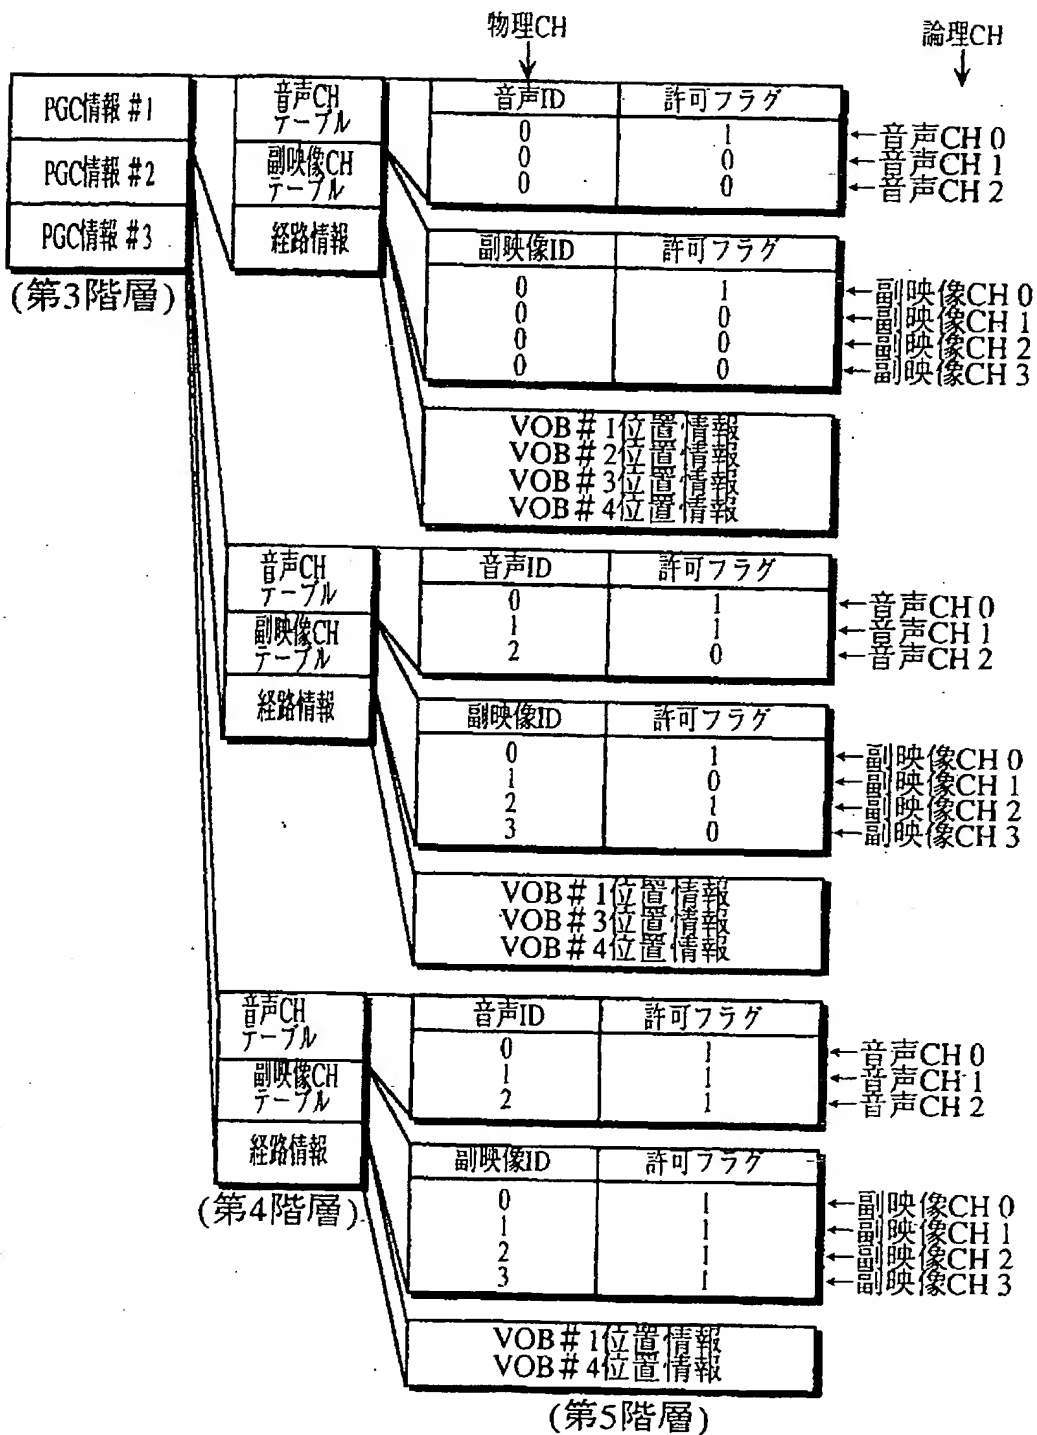 物理CH
論理CH
PGC情報 #1
PGC情報 #2
PGC情報 #3
(第3階層)
音声CH
テーブル
副映像CH
テーブル
経路情報
音声ID 許可フラグ
0 1 ←音声CH 0
0 0 ←音声CH 1
0 0 ←音声CH 2
副映像ID 許可フラグ
0 1 ←副映像CH 0
0 0 ←副映像CH 1
0 0 ←副映像CH 2
0 0 ←副映像CH 3
VOB#1位置情報
VOB#2位置情報
VOB#3位置情報
VOB#4位置情報
音声CH
テーブル
副映像CH
テーブル
経路情報
音声ID 許可フラグ
0 1 ←音声CH 0
1 1 ←音声CH 1
2 0 ←音声CH 2
副映像ID 許可フラグ
0 1 ←副映像CH 0
1 0 ←副映像CH 1
2 1 ←副映像CH 2
3 0 ←副映像CH 3
VOB#1位置情報
VOB#3位置情報
VOB#4位置情報
音声CH
テーブル
副映像CH
テーブル
経路情報
(第4階層)
音声ID 許可フラグ
0 1 ←音声CH 0
1 1 ←音声CH 1
2 1 ←音声CH 2
副映像ID 許可フラグ
0 1 ←副映像CH 0
1 1 ←副映像CH 1
2 1 ←副映像CH 2
3 1 ←副映像CH 3
VOB#1位置情報
VOB#4位置情報
(第5階層)